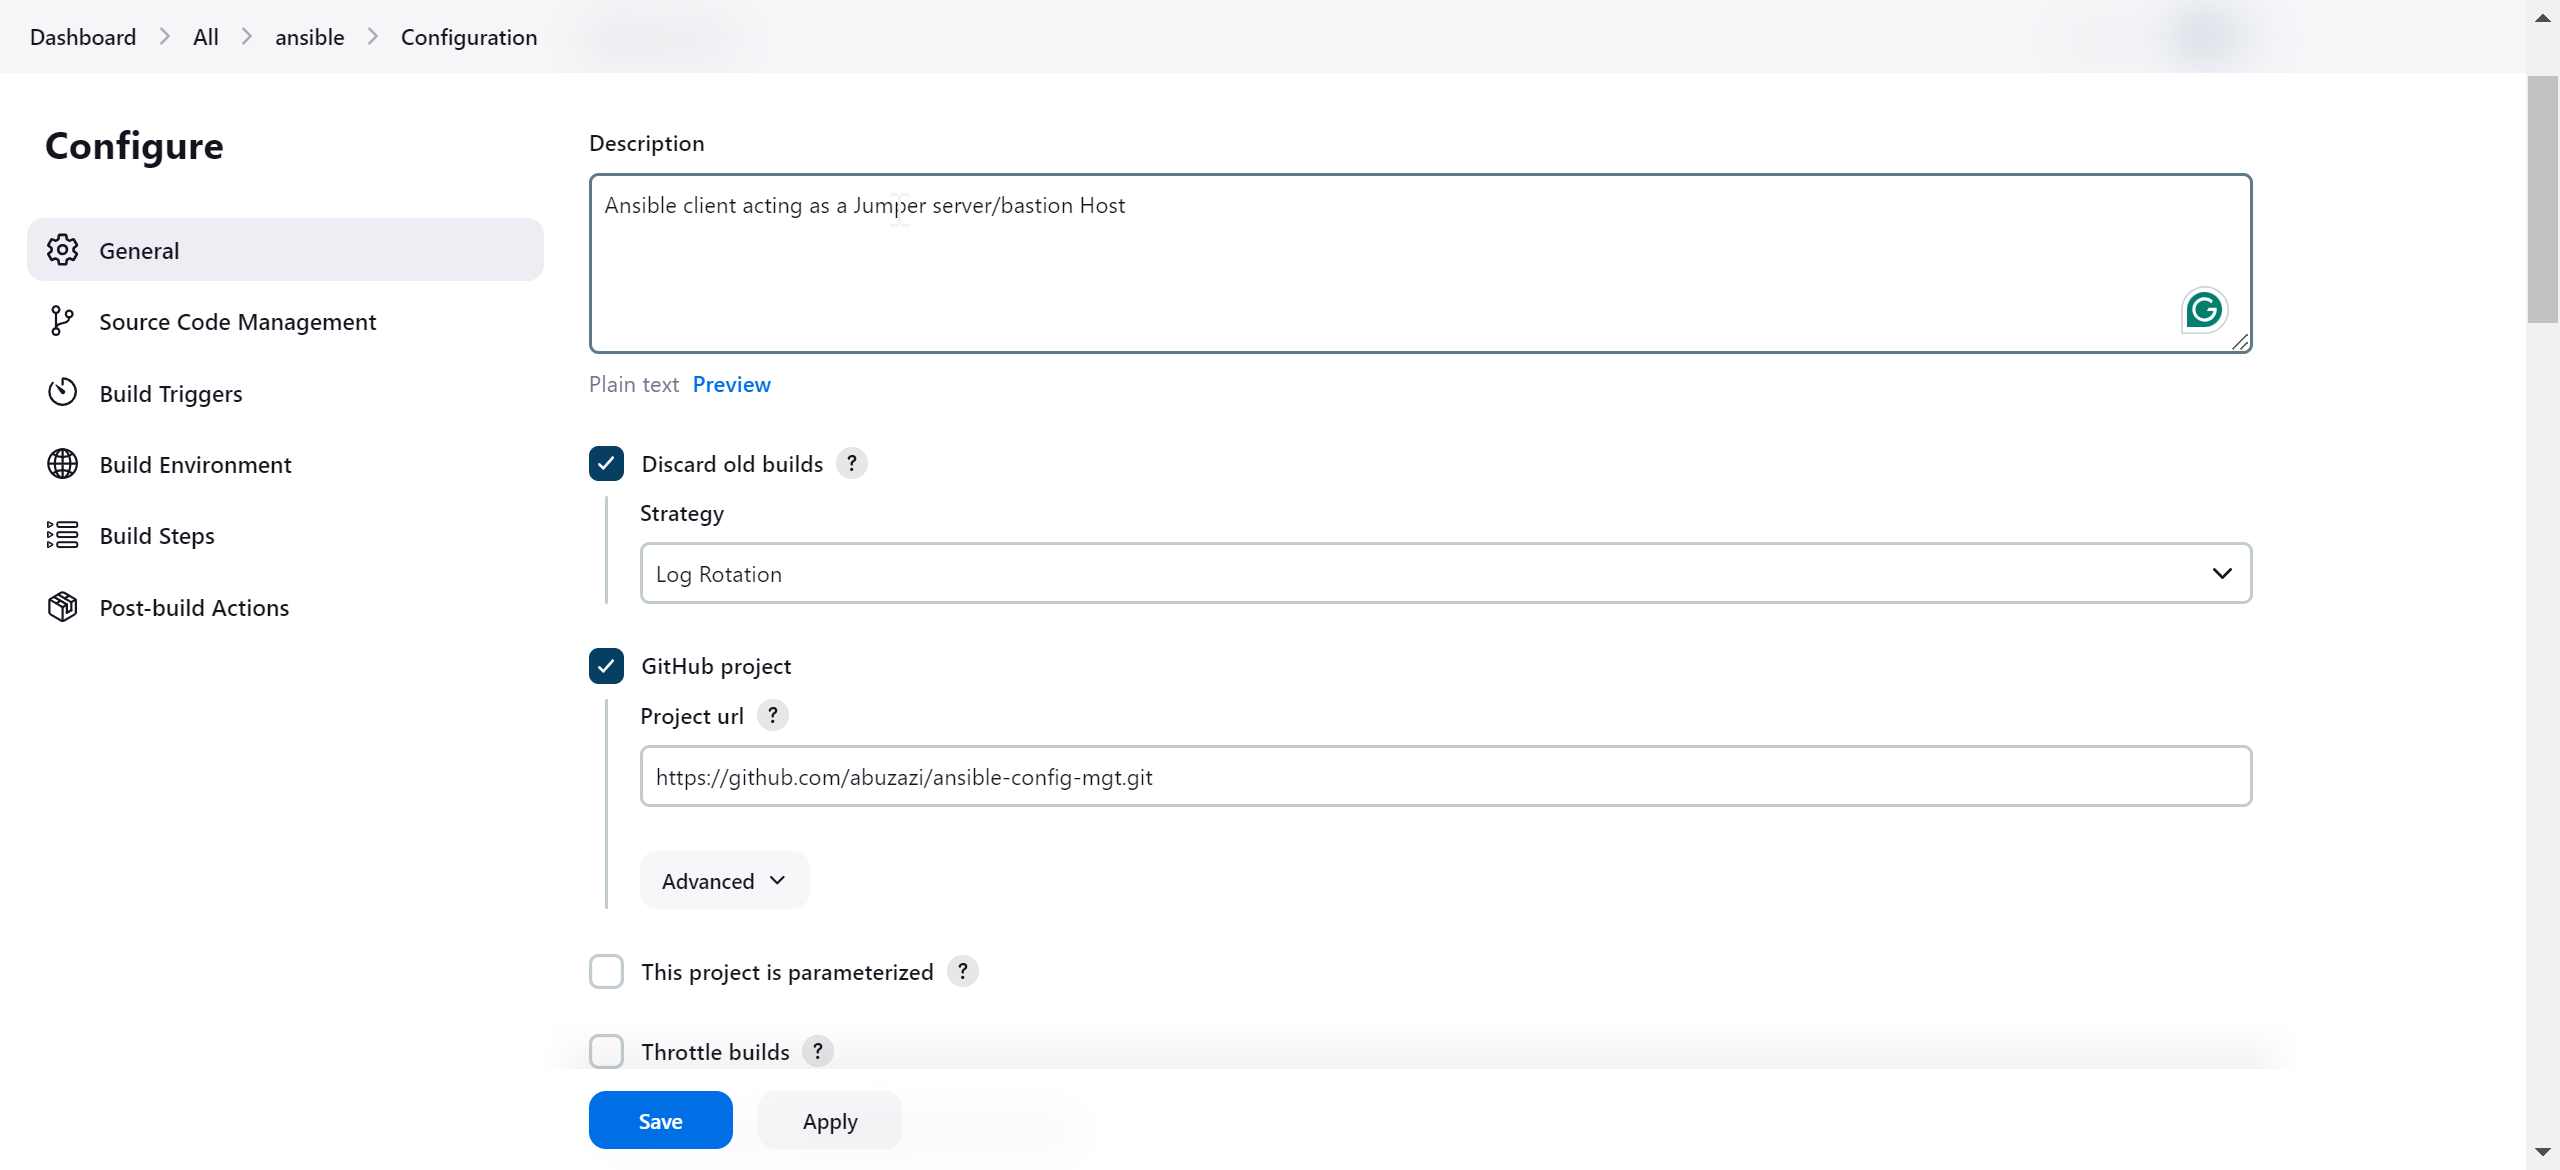 Dashboard > All > ansible > Configuration
Configure
General
Source Code Management
Build Triggers
Build Environment
Build Steps
Post-build Actions
Description
Ansible client acting as a Jumper server/bastion Host
Plain text Preview
Discard old builds ?
Strategy
Log Rotation
GitHub project
Project url ?
https://github.com/abuzazi/ansible-config-mgt.git
Advanced
This project is parameterized ?
Throttle builds ?
Save Apply